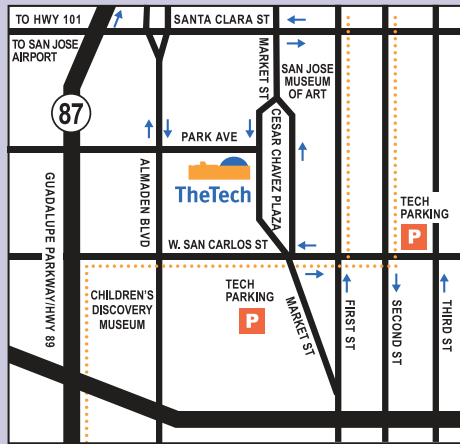 TO HWY 101
SANTA CLARA ST
TO SAN JOSE
AIRPORT
MARKET ST
SAN JOSE
MUSEUM
OF ART
87
PARK AVE
CESAR CHAVEZ PLAZA
TheTech
ALMADEN BLVD
GUADALUPE PARKWAY/HWY 89
TECH
PARKING
P
W. SAN CARLOS ST
CHILDREN'S
DISCOVERY
MUSEUM
TECH
PARKING
P
MARKET ST
FIRST ST
SECOND ST
THIRD ST